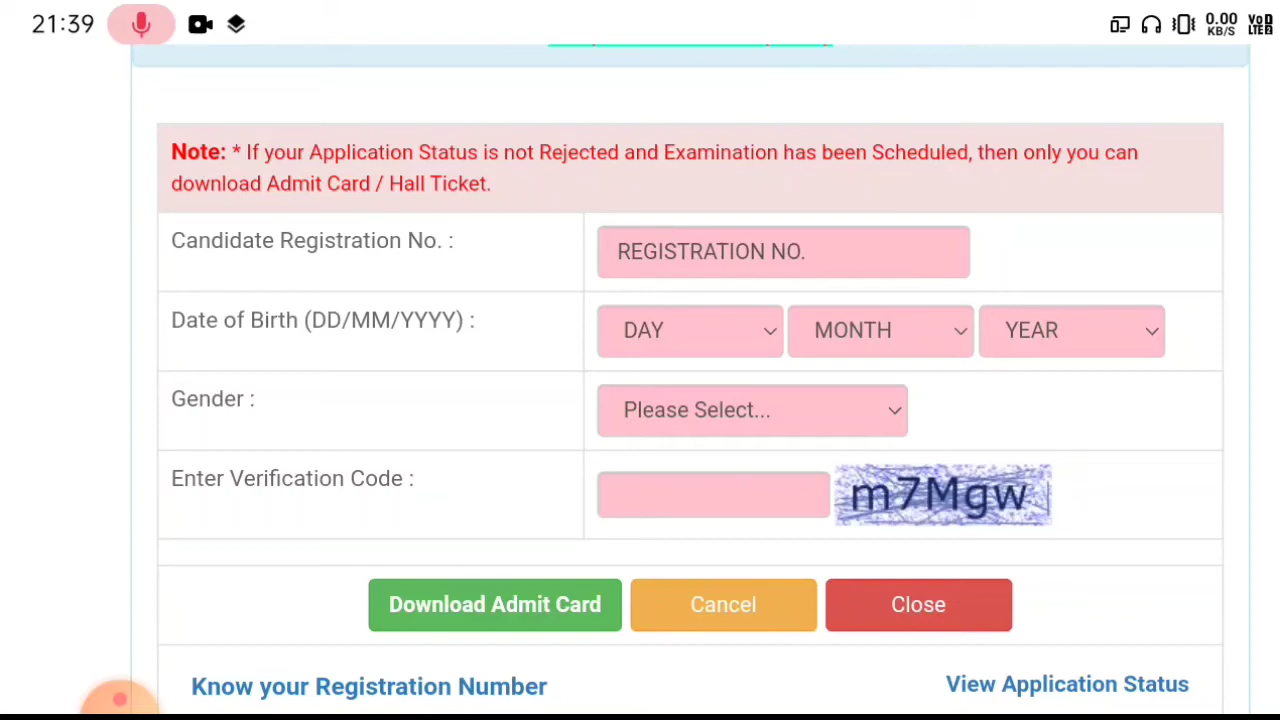 21:39
0.00
KB/S
Vo
LTE
Note: * If your Application Status is not Rejected and Examination has been Scheduled, then only you can
download Admit Card / Hall Ticket.
Candidate Registration No. :
REGISTRATION NO.
Date of Birth (DD/MM/YYYY) :
DAY
MONTH
YEAR
Gender :
Please Select...
Enter Verification Code :
m7Mgw
Download Admit Card
Cancel
Close
Know your Registration Number
View Application Status